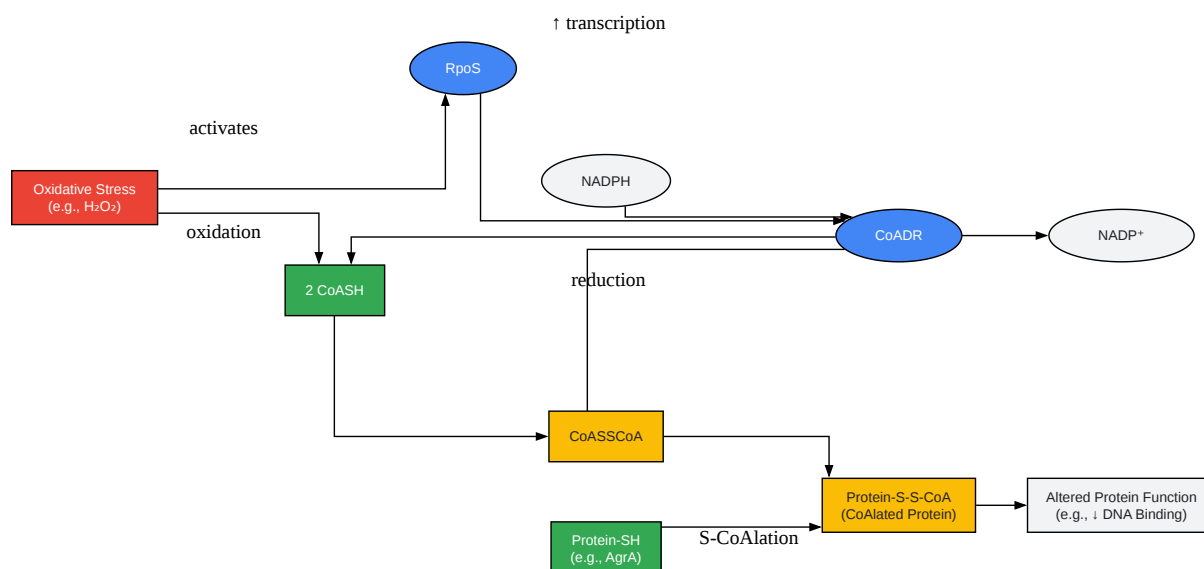 ↑ transcription
RpoS
activates
NADPH
Oxidative Stress
(e.g., H₂O₂)
oxidation
CoADR
NADP⁺
reduction
2 CoASH
CoASSCoA
Protein-S-S-CoA
(CoAlated Protein)
Altered Protein Function
(e.g., ↓ DNA Binding)
Protein-SH
(e.g., AgrA)
S-CoAlation